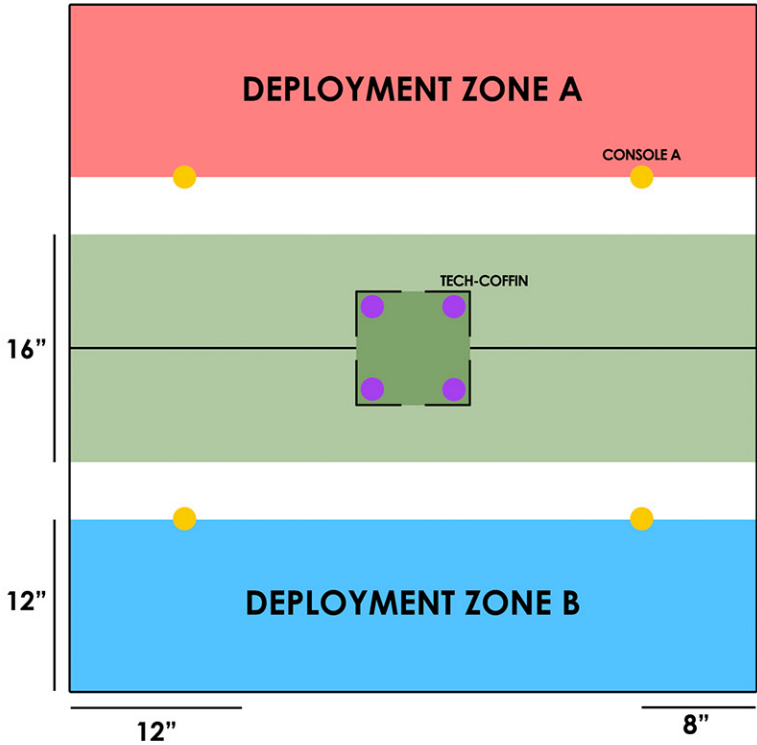 DEPLOYMENT ZONE A
CONSOLE A
TECH-COFFIN
16”
12”
DEPLOYMENT ZONE B
12”
8”